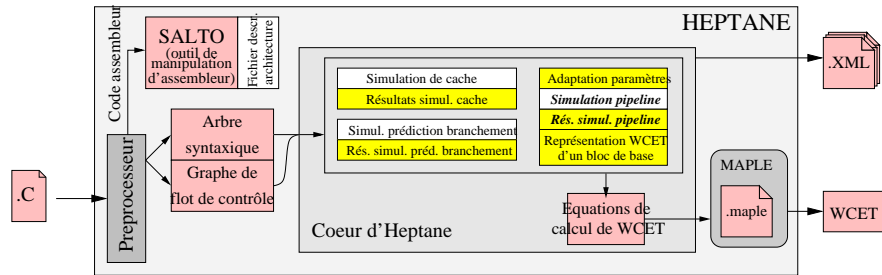 HEPTANE
SALTO
(outil de
manipulation
d'assembleur)
Fichier descr.
architecture
Code assembleur
.C
Preprocesseur
Arbre
syntaxique
Graphe de
flot de contrôle
Simulation de cache
Résultats simul. cache
Simul. prédiction branchement
Rés. simul. préd. branchement
Adaptation paramètres
Simulation pipeline
Rés. simul. pipeline
Représentation WCET
d'un bloc de base
Coeur d'Heptane
Equations de
calcul de WCET
MAPLE
.maple
.XML
WCET